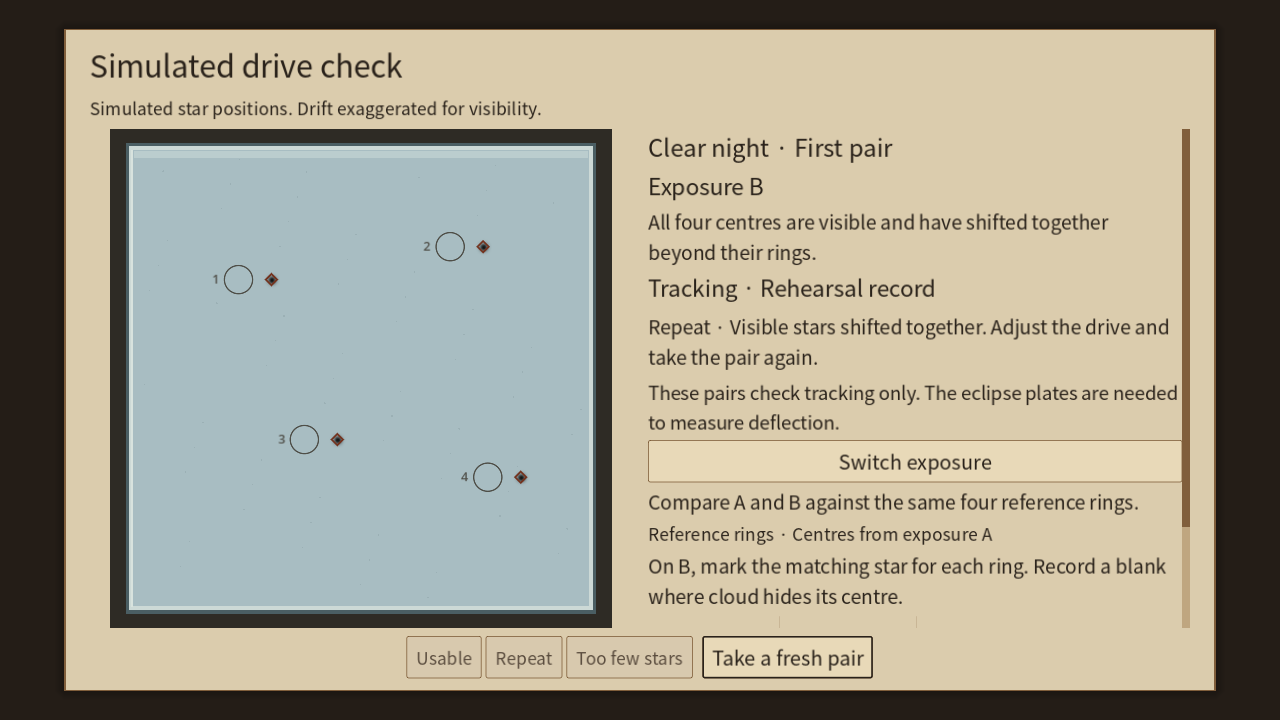 Simulated drive check
Simulated star positions. Drift exaggerated for visibility.
1
2
3
4
Clear night · First pair
Exposure B
All four centres are visible and have shifted together
beyond their rings.
Tracking · Rehearsal record
Repeat · Visible stars shifted together. Adjust the drive and
take the pair again.
These pairs check tracking only. The eclipse plates are needed
to measure deflection.
Switch exposure
Compare A and B against the same four reference rings.
Reference rings · Centres from exposure A
On B, mark the matching star for each ring. Record a blank
where cloud hides its centre.
Usable
Repeat
Too few stars
Take a fresh pair